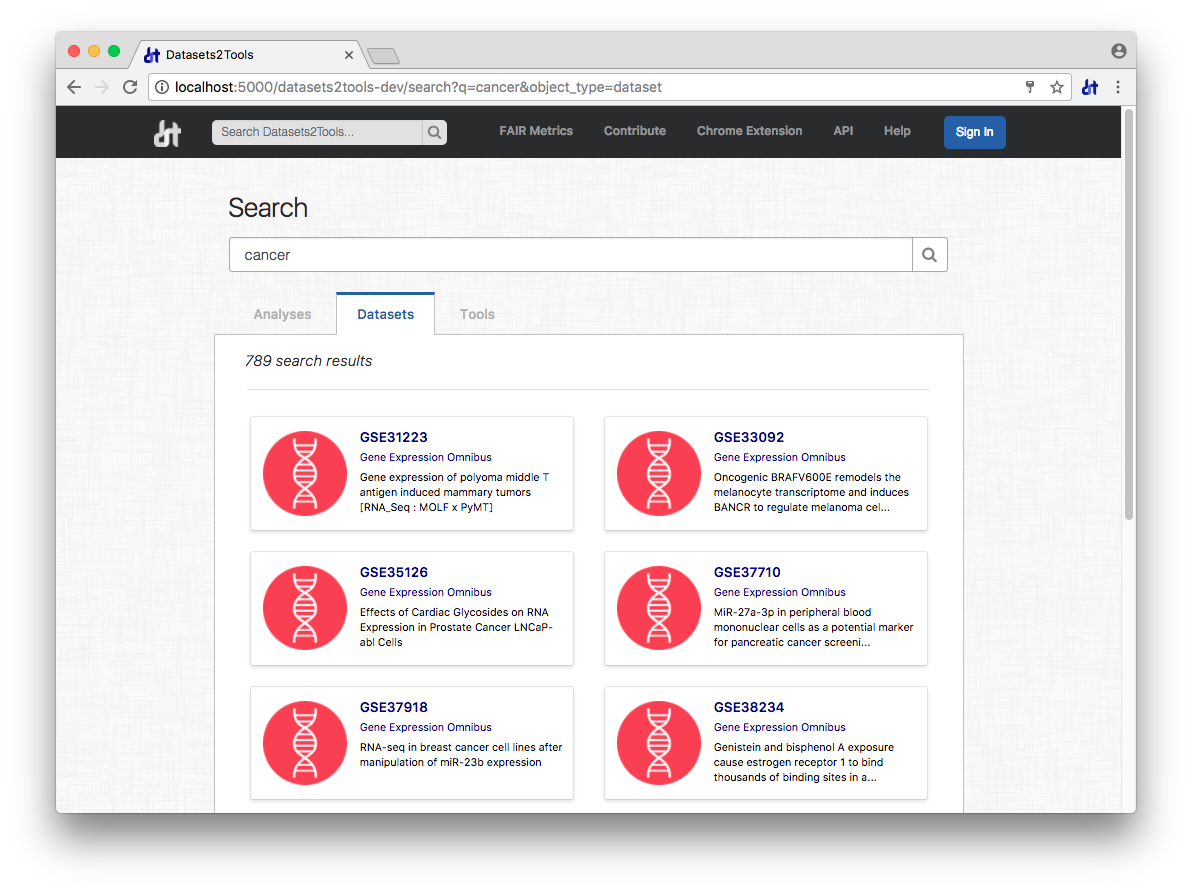 Datasets2Tools
localhost:5000/datasets2tools-dev/search?q=cancer&object_type=dataset
dt
Search Datasets2Tools...
FAIR Metrics
Contribute
Chrome Extension
API
Help
Sign In
Search
cancer
Analyses
Datasets
Tools
789 search results
GSE31223
Gene Expression Omnibus
Gene expression of polyoma middle T
antigen induced mammary tumors
[RNA_Seq : MOLF x PyMT]
GSE33092
Gene Expression Omnibus
Oncogenic BRAFV600E remodels the
melanocyte transcriptome and induces
BANCR to regulate melanoma cel...
GSE35126
Gene Expression Omnibus
Effects of Cardiac Glycosides on RNA
Expression in Prostate Cancer LNCaP-
abl Cells
GSE37710
Gene Expression Omnibus
MiR-27a-3p in peripheral blood
mononuclear cells as a potential marker
for pancreatic cancer screeni...
GSE37918
Gene Expression Omnibus
RNA-seq in breast cancer cell lines after
manipulation of miR-23b expression
GSE38234
Gene Expression Omnibus
Genistein and bisphenol A exposure
cause estrogen receptor 1 to bind
thousands of binding sites in a...